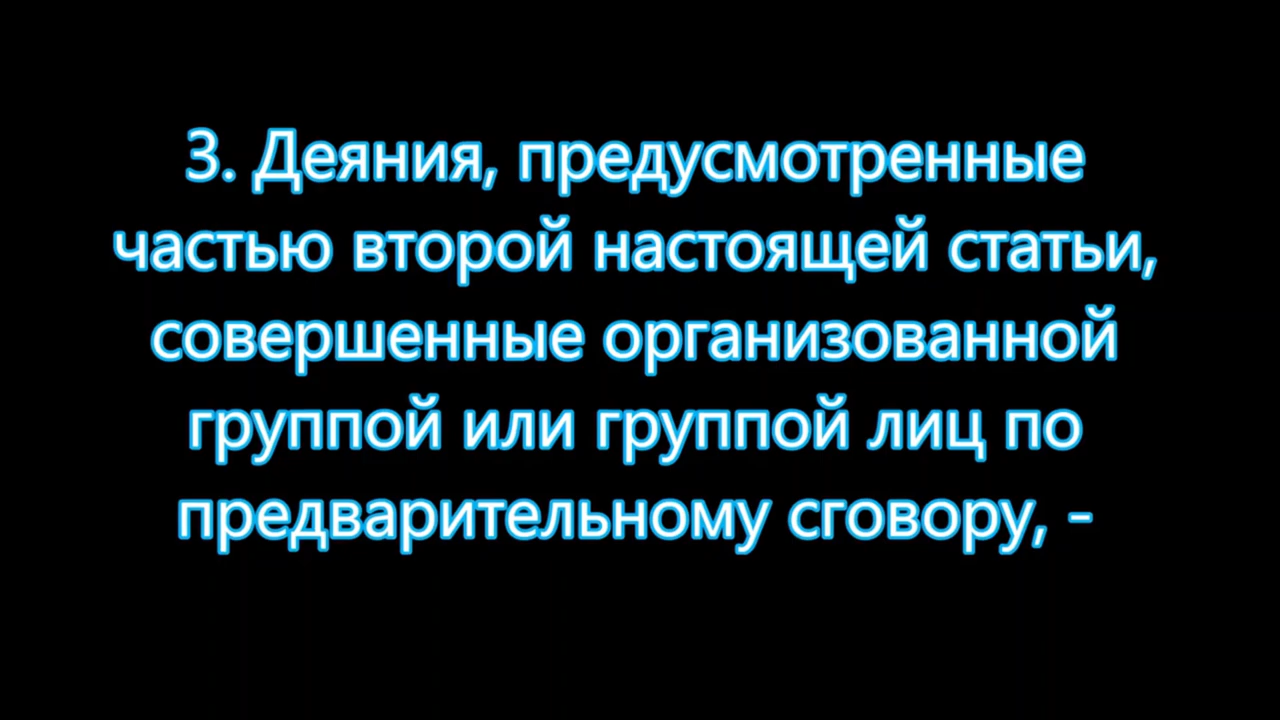 3. Деяния, предусмотренные
частью второй настоящей статьи,
совершенные организованной
группой или группой лиц по
предварительному сговору, -